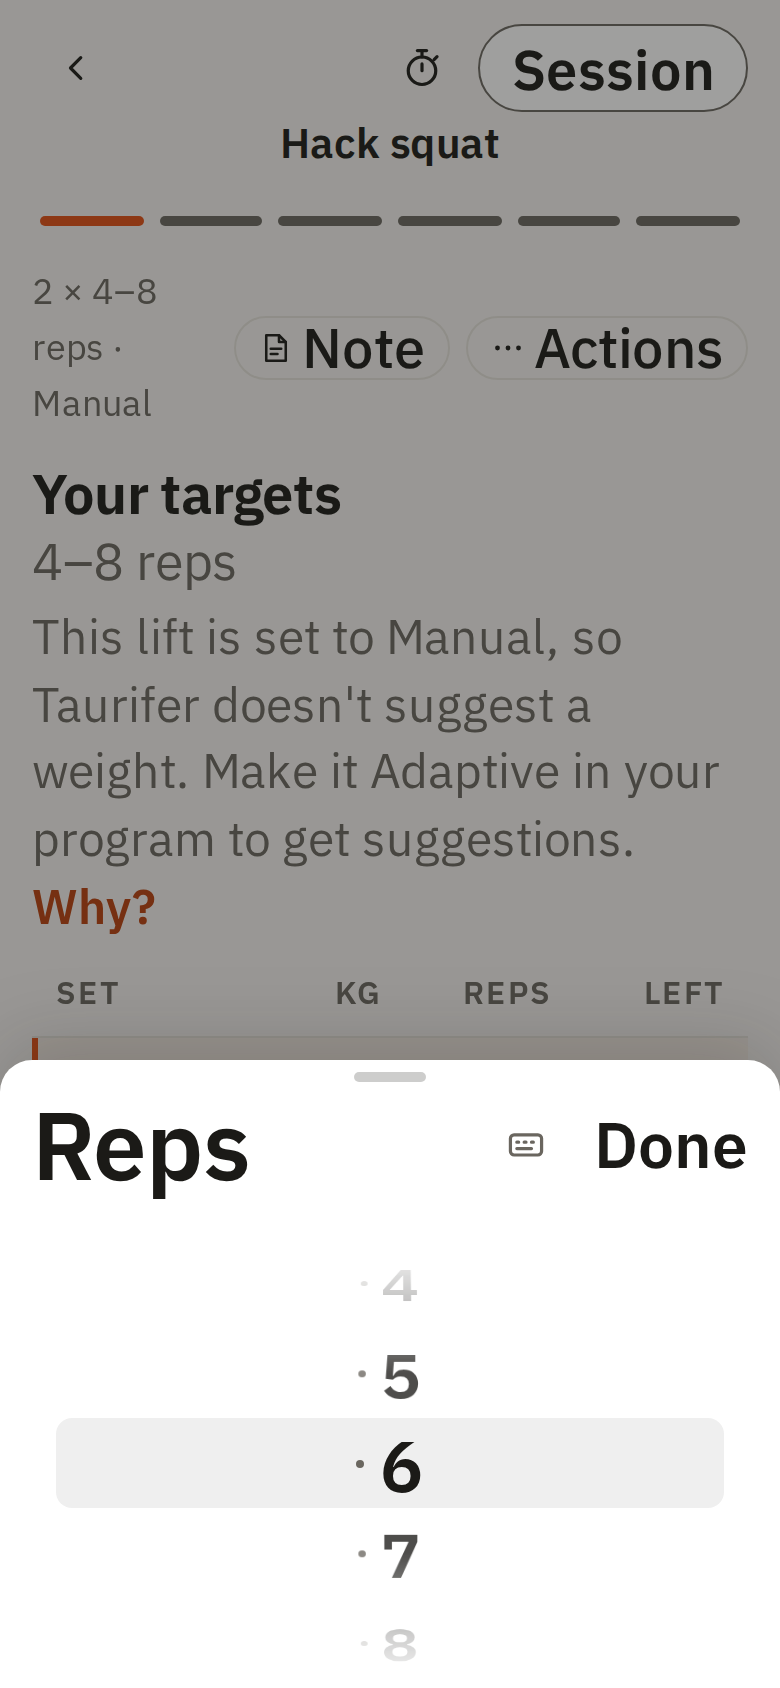 Session
Hack squat
2 × 4–8
reps ·
Manual
Note
··· Actions
Your targets
4–8 reps
This lift is set to Manual, so
Taurifer doesn't suggest a
weight. Make it Adaptive in your
program to get suggestions.
Why?
SET KG REPS LEFT
Reps
Done
· 4
· 5
· 6
· 7
· 8